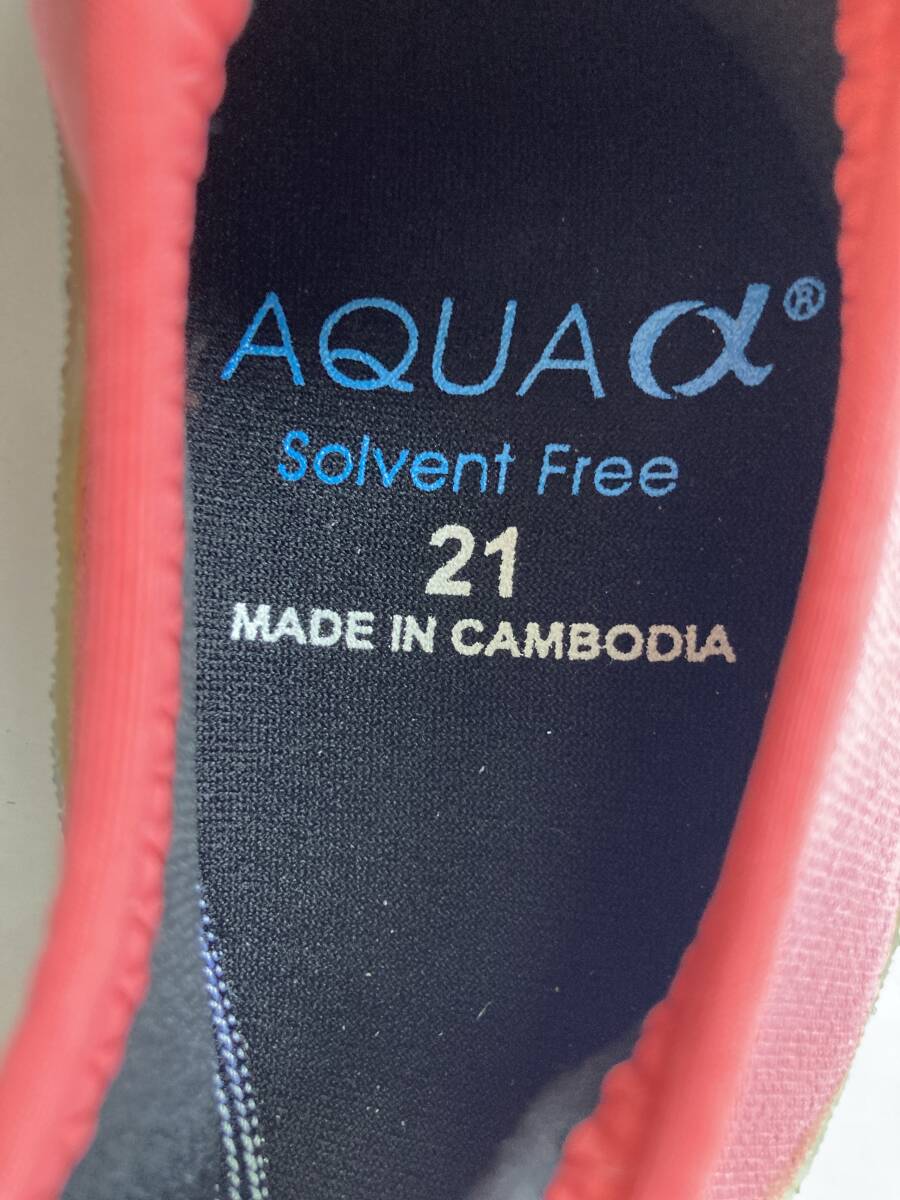 AQUAα®
Solvent Free
21
MADE IN CAMBODIA